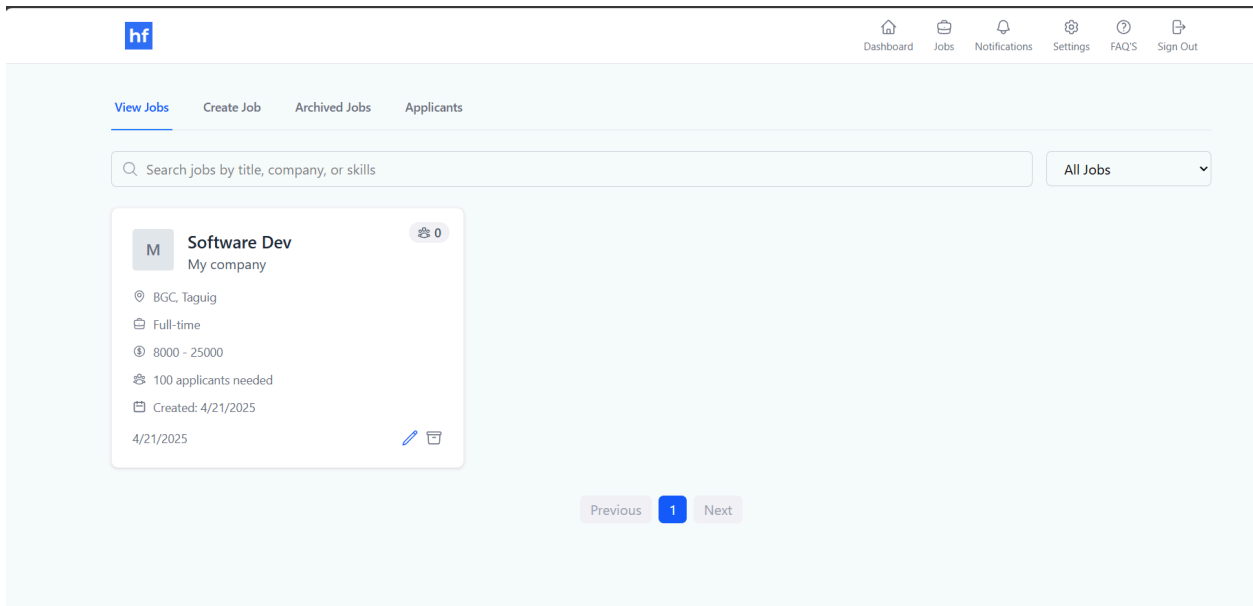 hf
Dashboard Jobs Notifications Settings FAQ'S Sign Out
View Jobs Create Job Archived Jobs Applicants
Search jobs by title, company, or skills
All Jobs
0
M
Software Dev
My company
BGC, Taguig
Full-time
8000 - 25000
100 applicants needed
Created: 4/21/2025
4/21/2025
Previous 1 Next